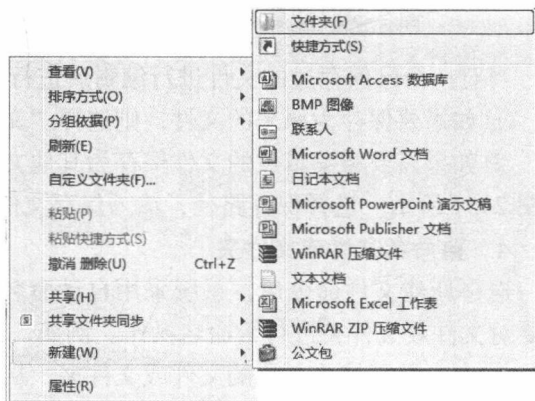 查看(V)
排序方式(O)
分组依据(P)
刷新(E)
自定义文件夹(F)...
粘贴(P)
粘贴快捷方式(S)
撤消 删除(U) Ctrl+Z
共享(H)
共享文件夹同步
新建(W)
属性(R)
文件夹(F)
快捷方式(S)
Microsoft Access 数据库
BMP 图像
联系人
Microsoft Word 文档
日记本文档
Microsoft PowerPoint 演示文稿
Microsoft Publisher 文档
WinRAR 压缩文件
文本文档
Microsoft Excel 工作表
WinRAR ZIP 压缩文件
公文包